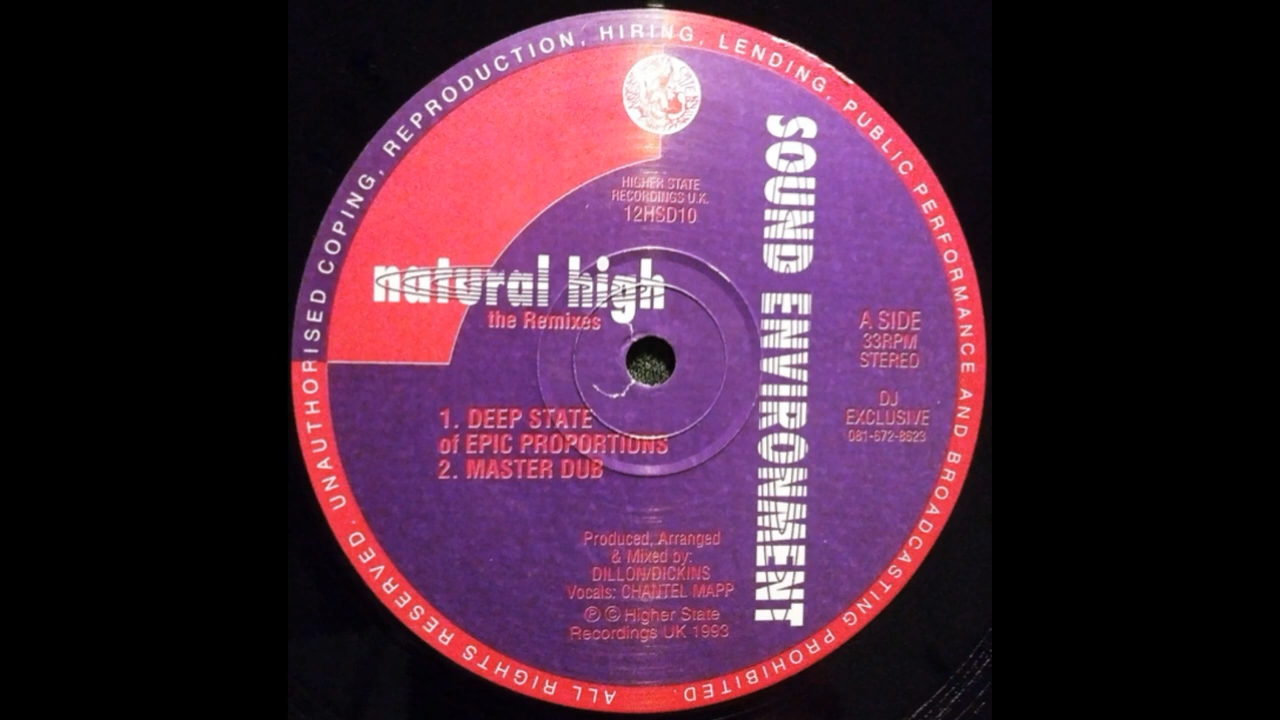 ALL RIGHTS RESERVED. UNAUTHORISED COPING, REPRODUCTION, HIRING, LENDING, PUBLIC PERFORMANCE AND BROADCASTING PROHIBITED.
HIGHER STATE
RECORDINGS U.K.
12HSD10
natural high
the Remixes
SOUND ENVIRONMENT
A SIDE
33RPM
STEREO
DJ
EXCLUSIVE
081-672-8623
1. DEEP STATE
of EPIC PROPORTIONS
2. MASTER DUB
Produced, Arranged
& Mixed by:
DILLON/DICKINS
Vocals: CHANTEL MAPP
℗ © Higher State
Recordings UK 1993